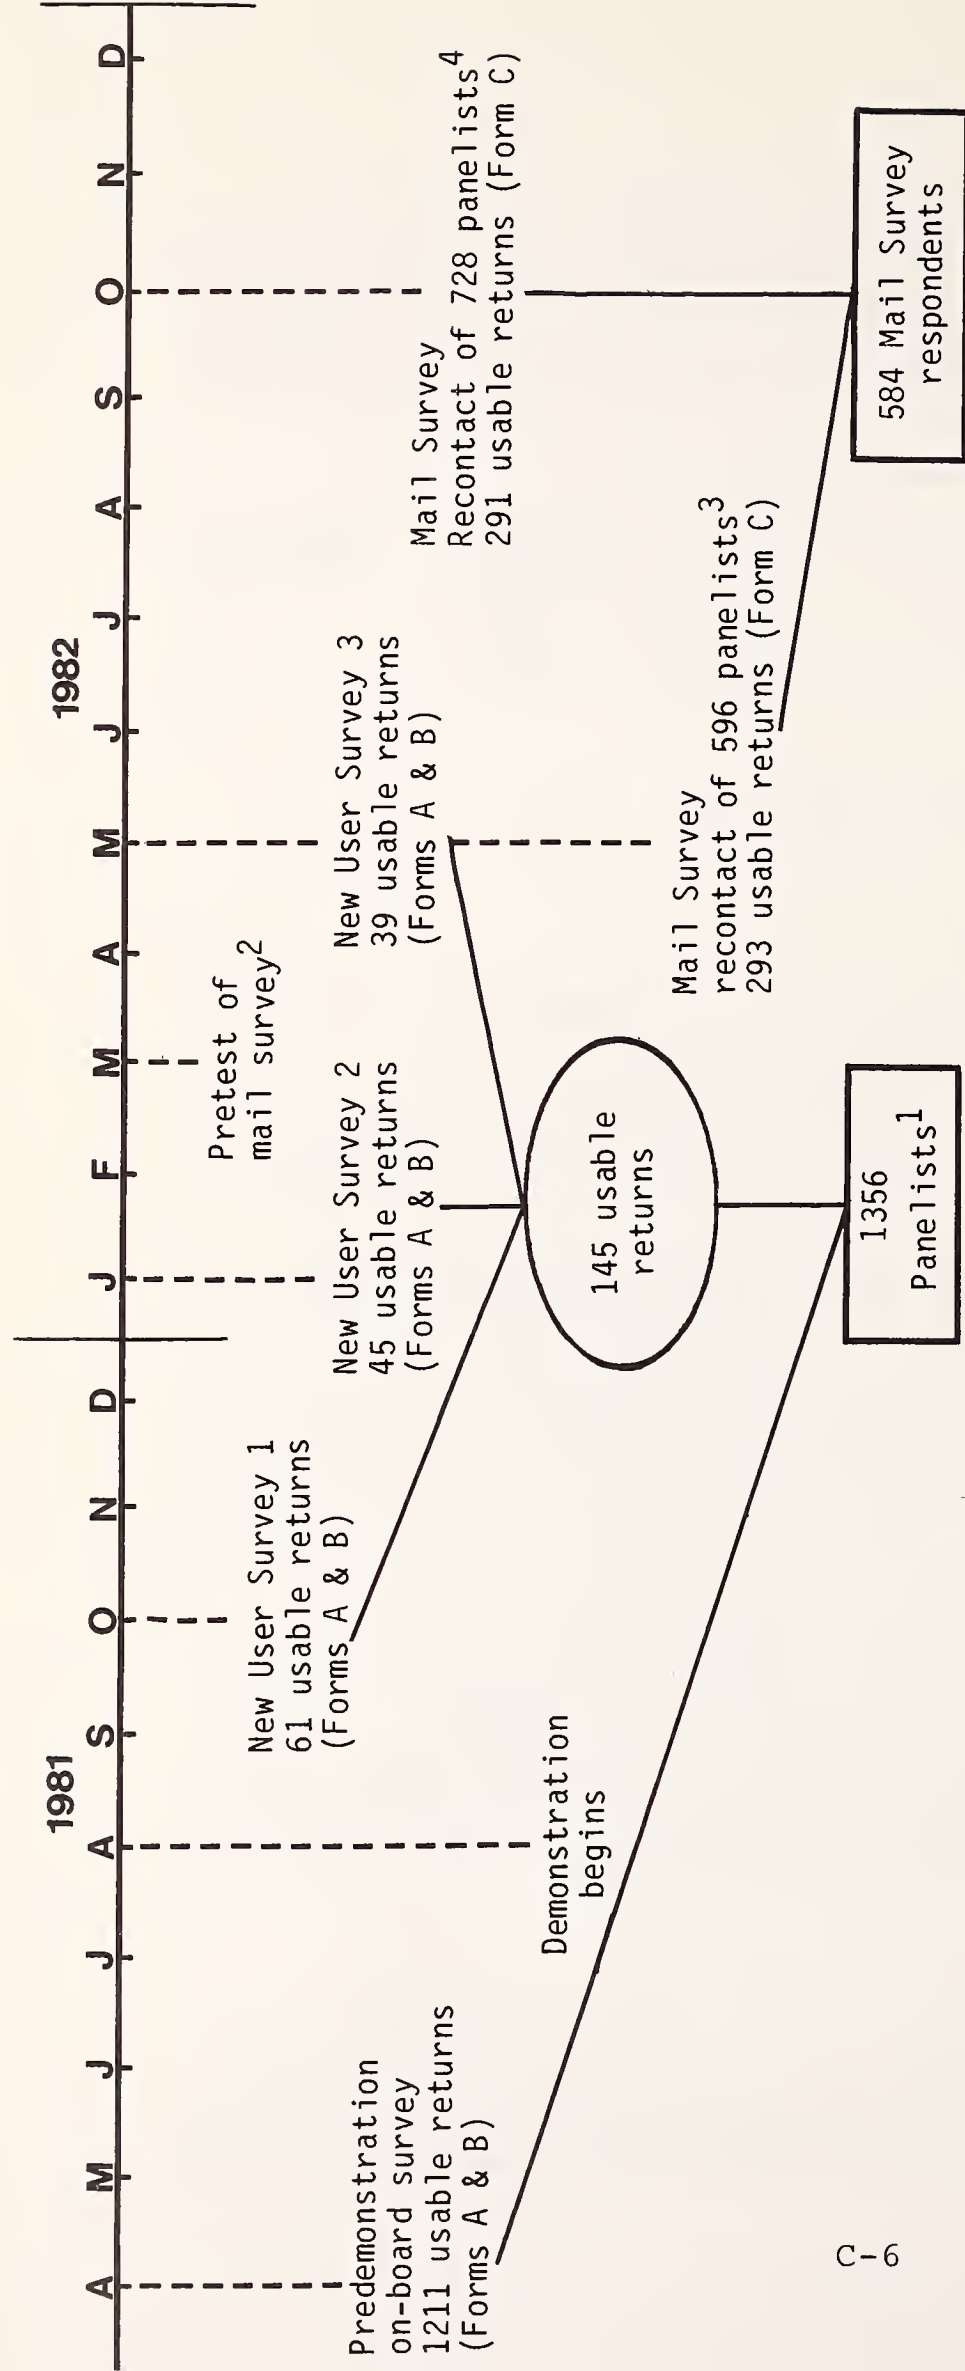 1981
1982
A M J J A S O N D J F M A M J J A S O N D
Predemonstration
on-board survey
1211 usable returns
(Forms A & B)
Demonstration
begins
New User Survey 1
61 usable returns
(Forms A & B)
New User Survey 2
45 usable returns
(Forms A & B)
Pretest of
mail survey2
New User Survey 3
39 usable returns
(Forms A & B)
Mail Survey
Recontact of 728 panelists4
291 usable returns (Form C)
Mail Survey
recontact of 596 panelists3
293 usable returns (Form C)
145 usable
returns
1356
Panelists1
584 Mail Survey
respondents
C-6